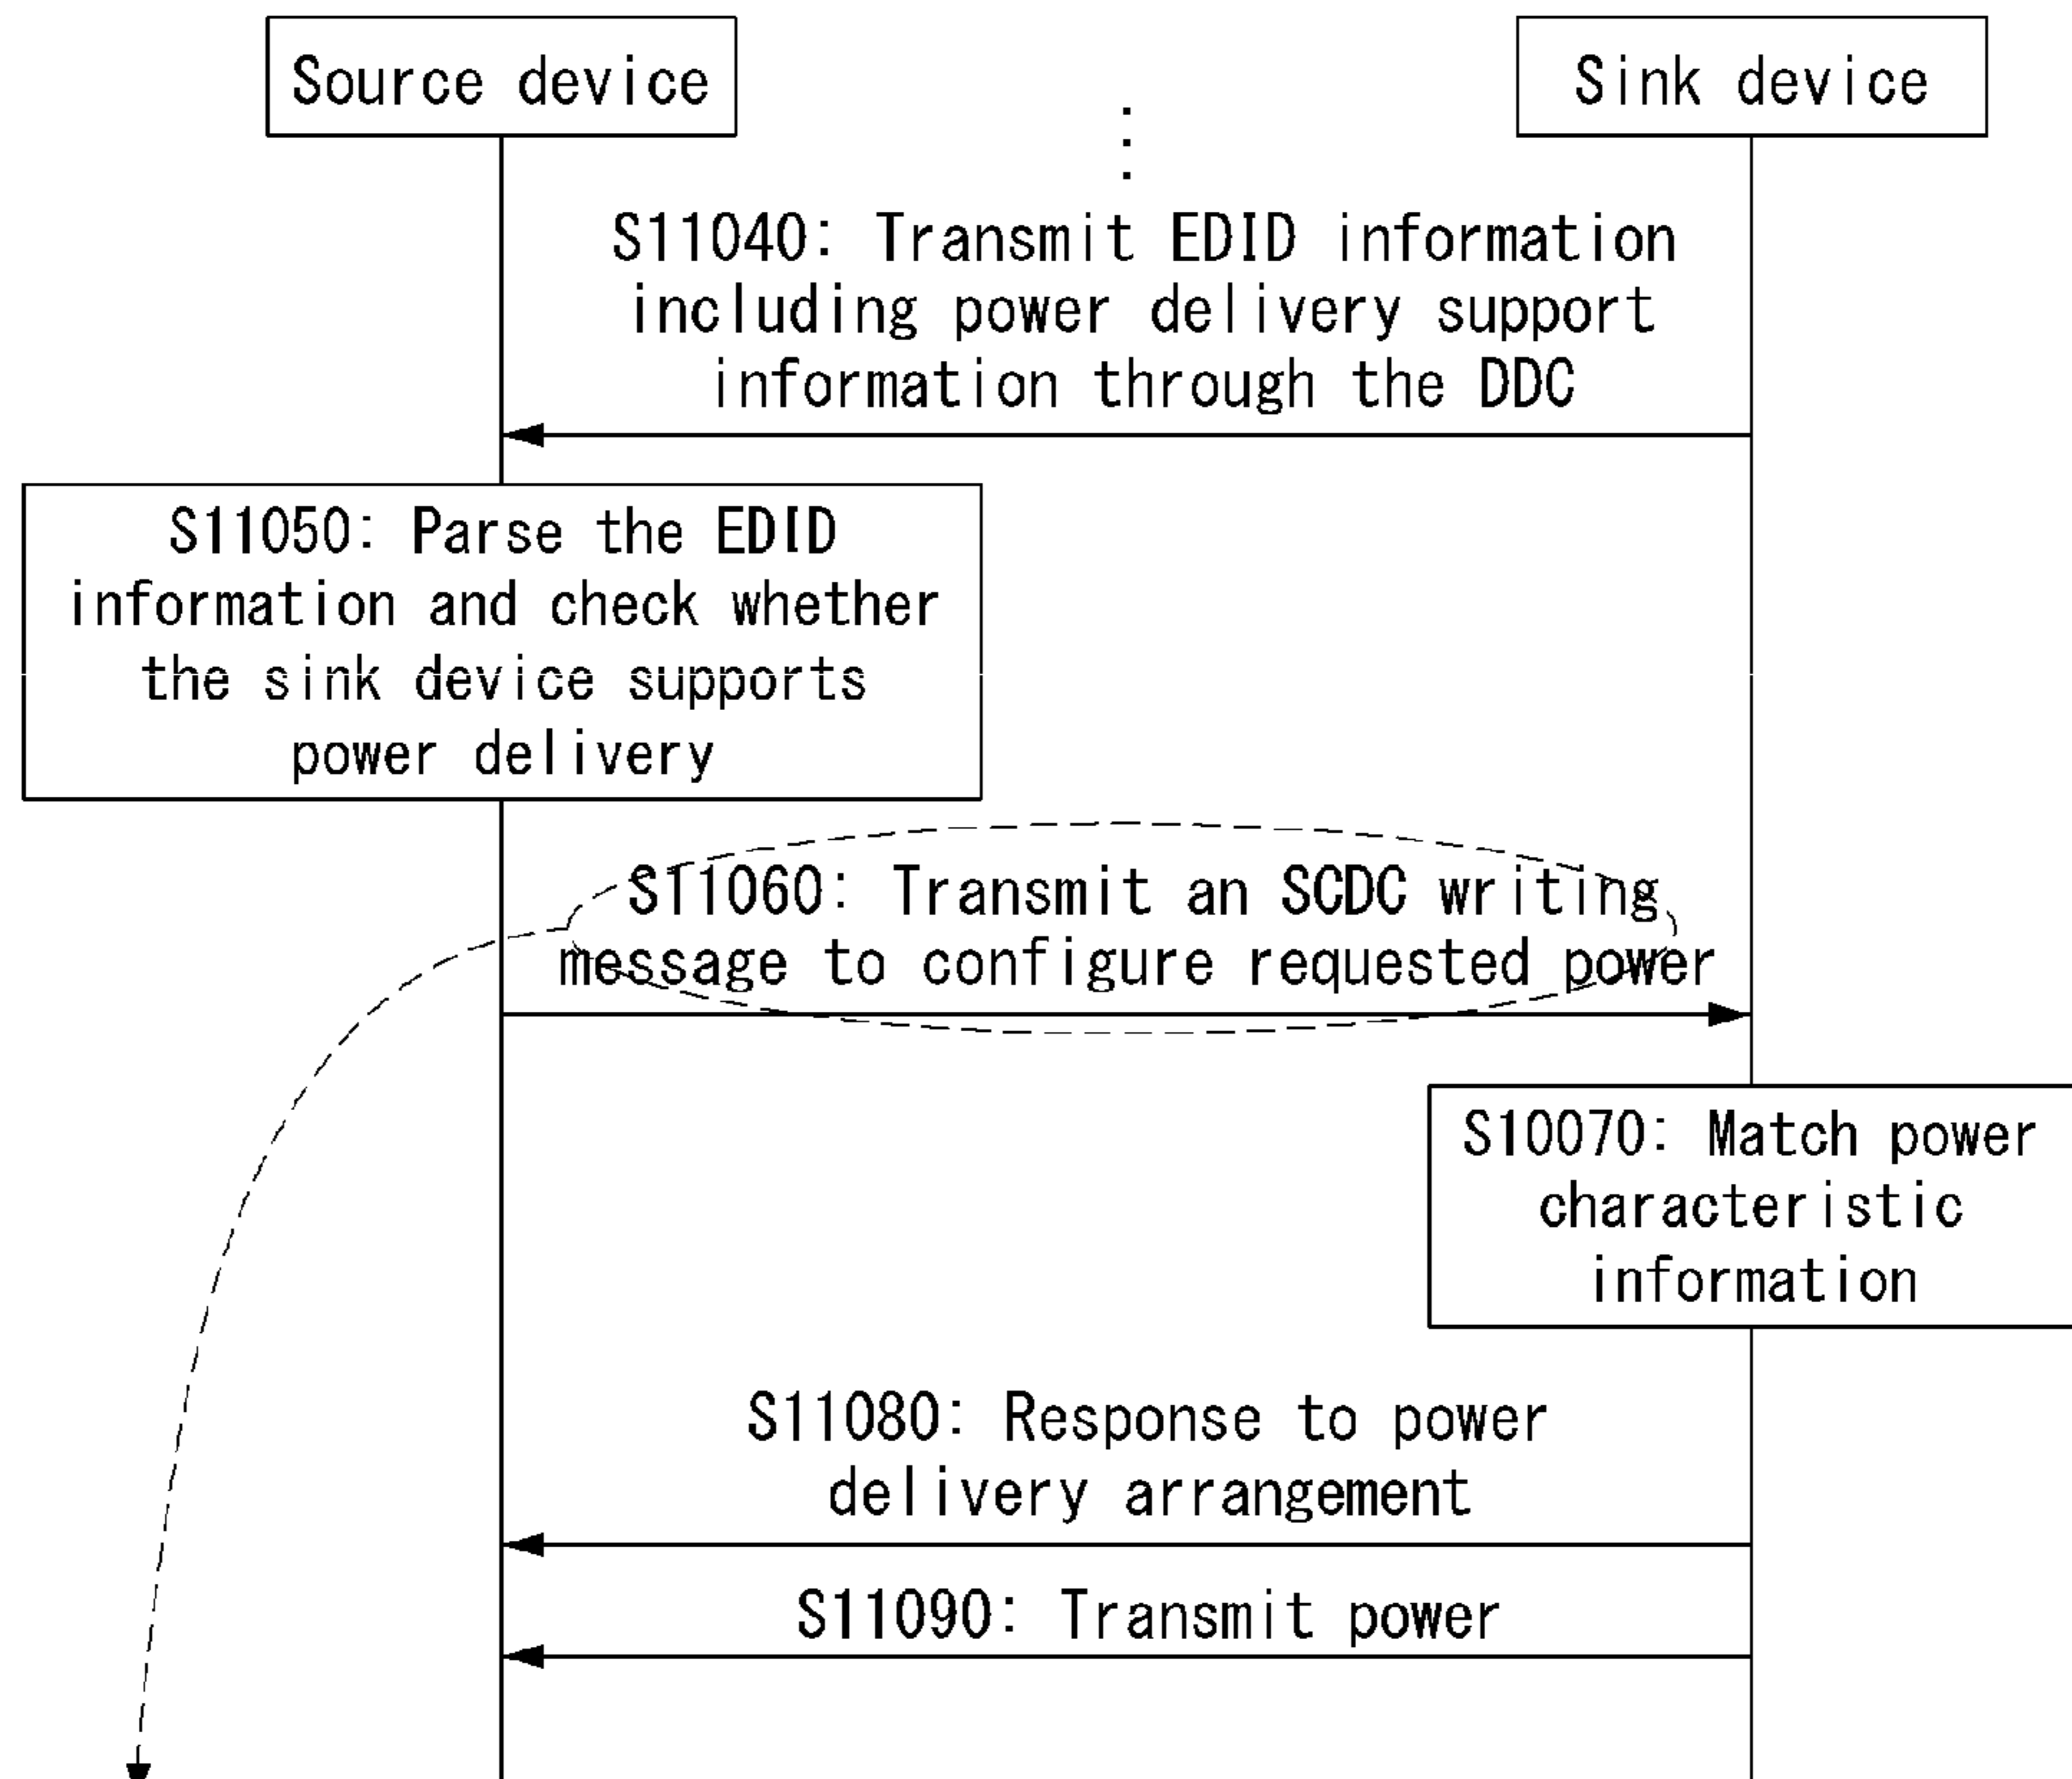 Source device
Sink device
S11040: Transmit EDID information
including power delivery support
information through the DDC
S11050: Parse the EDID
information and check whether
the sink device supports
power delivery
S11060: Transmit an SCDC writing
message to configure requested power
S10070: Match power
characteristic
information
S11080: Response to power
delivery arrangement
S11090: Transmit power